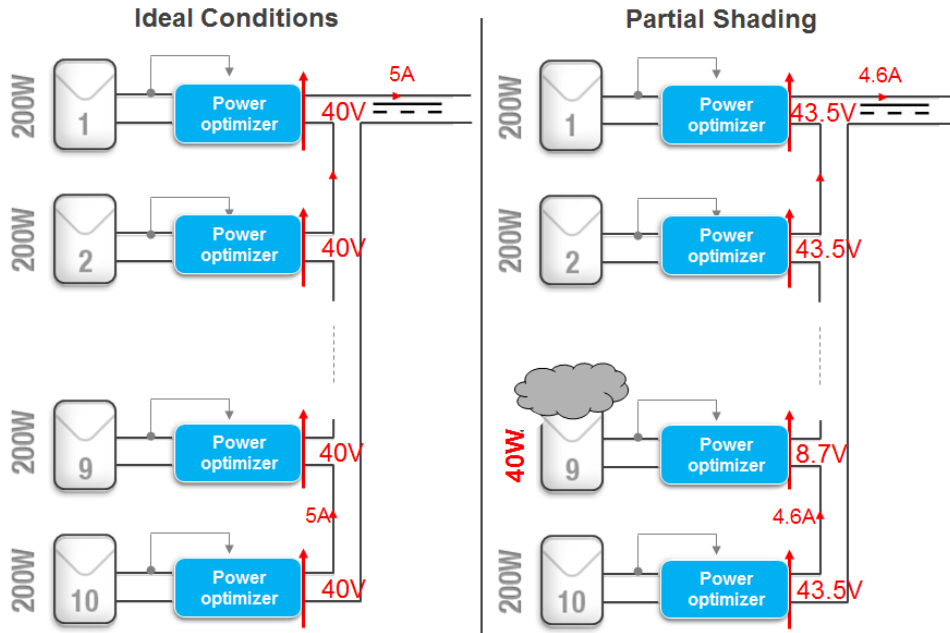 Ideal Conditions
5A
200W
1
Power
optimizer
40V
200W
2
Power
optimizer
40V
200W
9
Power
optimizer
40V
5A
200W
10
Power
optimizer
40V
Partial Shading
4.6A
200W
1
Power
optimizer
43.5V
200W
2
Power
optimizer
43.5V
40W
9
Power
optimizer
8.7V
4.6A
200W
10
Power
optimizer
43.5V